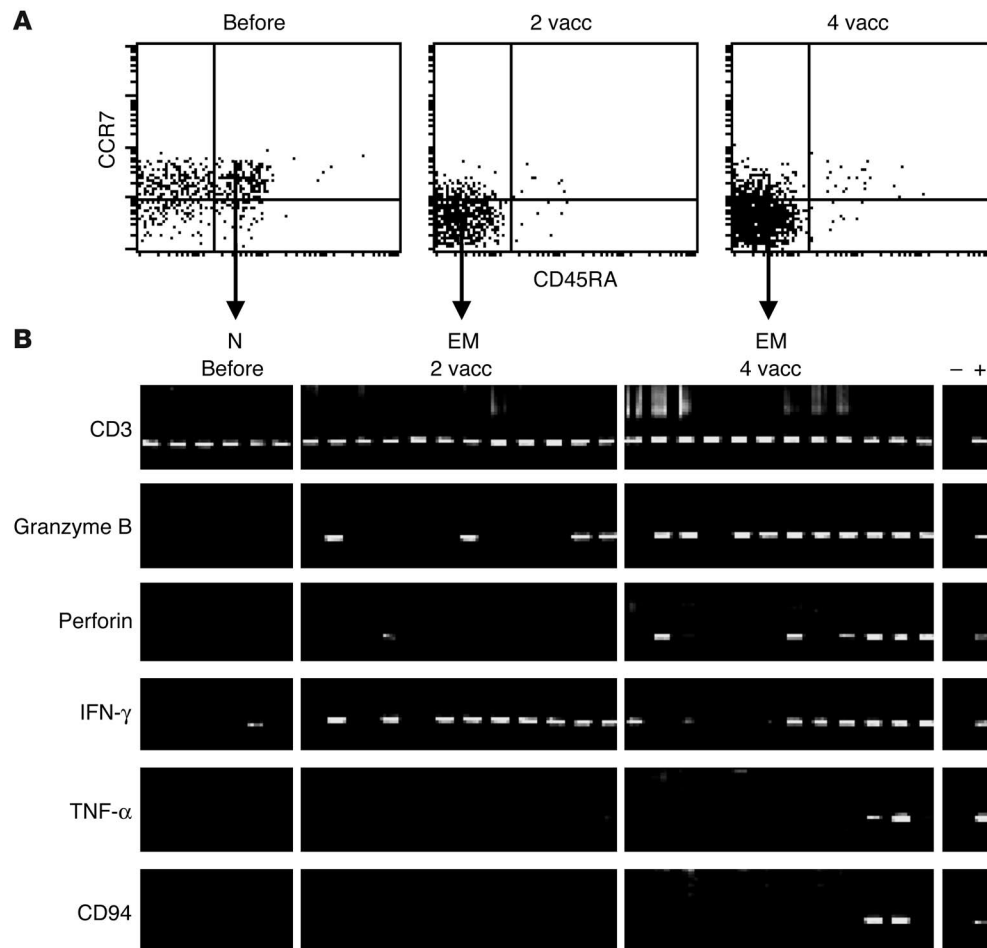 A
Before 2 vacc 4 vacc
CCR7
CD45RA
N EM EM
B
Before 2 vacc 4 vacc – +
CD3
Granzyme B
Perforin
IFN-γ
TNF-α
CD94